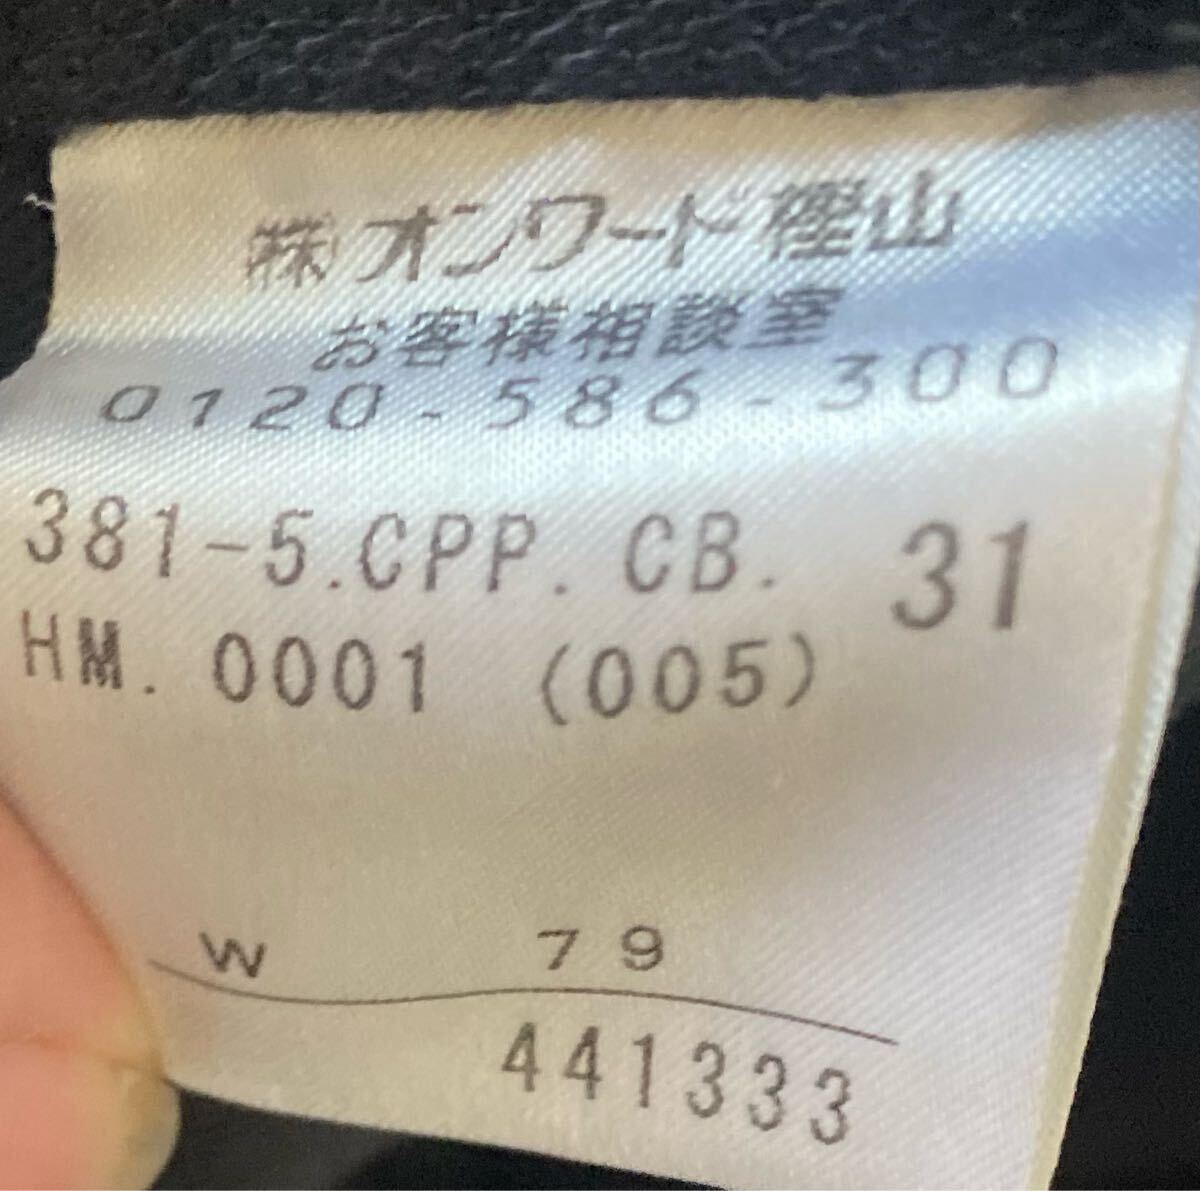 ㈱オンワード樫山
お客様相談室
0120-586-300
381-5.CPP.CB. 31
HM.0001 (005)
W 79
441333